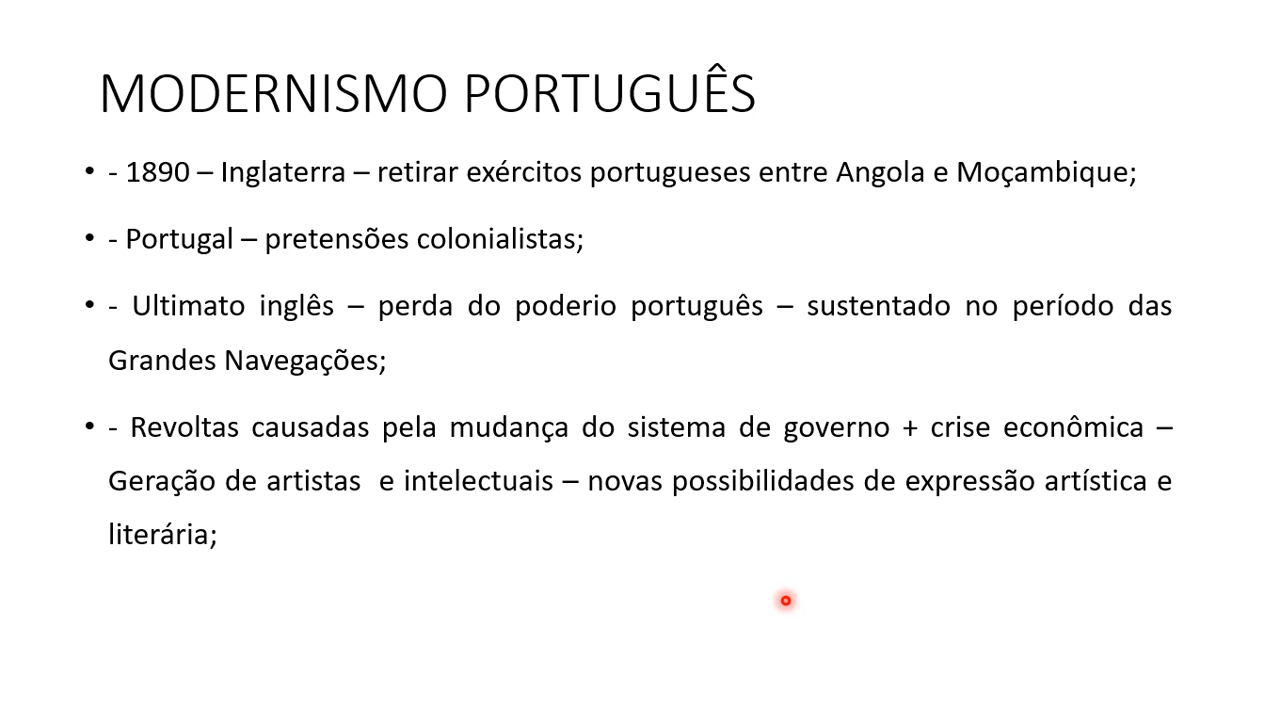 MODERNISMO PORTUGUÊS
• - 1890 – Inglaterra – retirar exércitos portugueses entre Angola e Moçambique;
• - Portugal – pretensões colonialistas;
• - Ultimato inglês – perda do poderio português – sustentado no período das
Grandes Navegações;
• - Revoltas causadas pela mudança do sistema de governo + crise econômica –
Geração de artistas  e intelectuais – novas possibilidades de expressão artística e
literária;